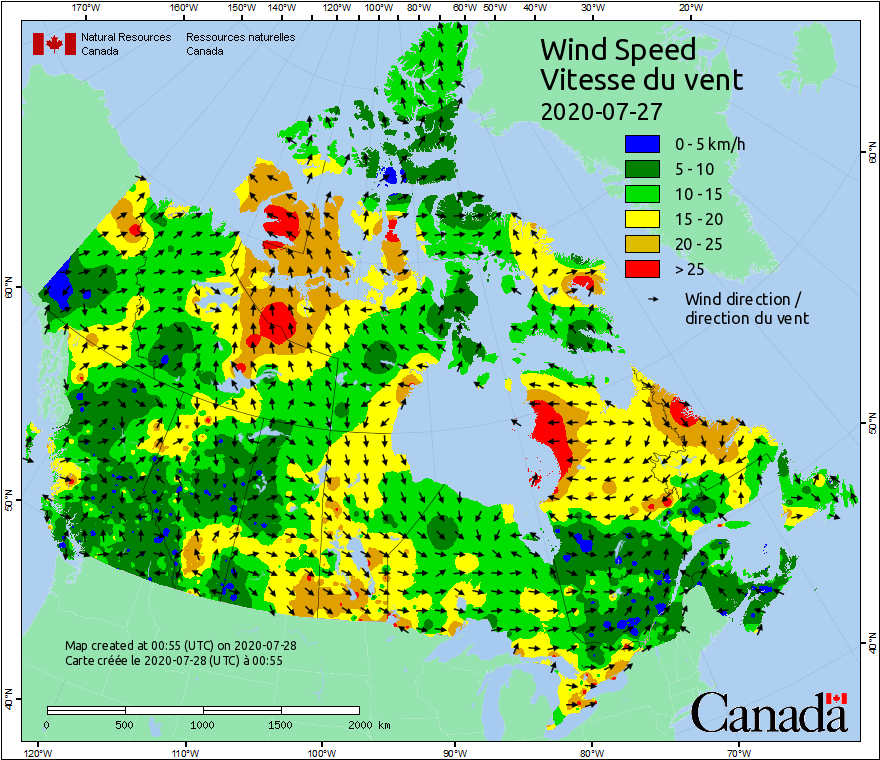 170°W 160°W 150°W 140°W 120°W 100°W 80°W 60°W 50°W 40°W 30°W 20°W
Natural Resources Ressources naturelles
Canada Canada
Wind Speed
Vitesse du vent
2020-07-27
0 - 5 km/h
5 - 10
10 - 15
15 - 20
20 - 25
> 25
Wind direction /
direction du vent
60°N
60°N
50°N
50°N
40°N
40°N
Map created at 00:55 (UTC) on 2020-07-28
Carte créée le 2020-07-28 (UTC) à 00:55
0 500 1000 1500 2000 km
Canada
120°W 110°W 100°W 90°W 80°W 70°W